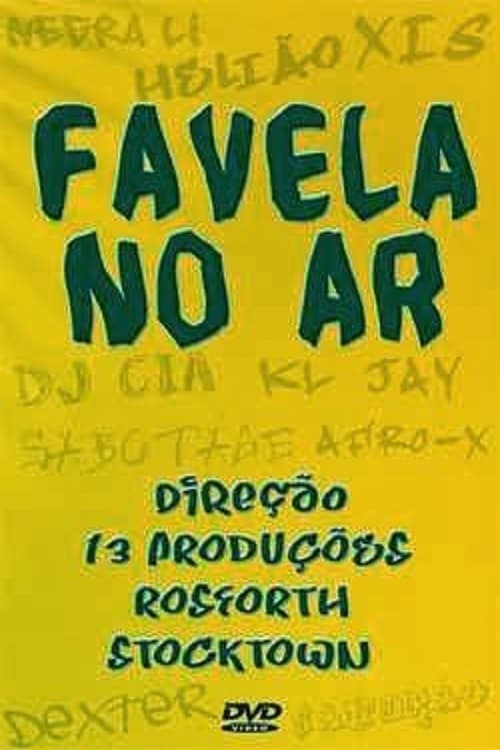 NEGRA LI
HELIÃO XIS
FAVELA
NO AR
DJ CIA KL JAY
SABOTAGE AFRO-X
DIREÇÃO
13 PRODUÇÕES
ROSFORTH
STOCKTOWN
DEXTER
DVD
VIDEO